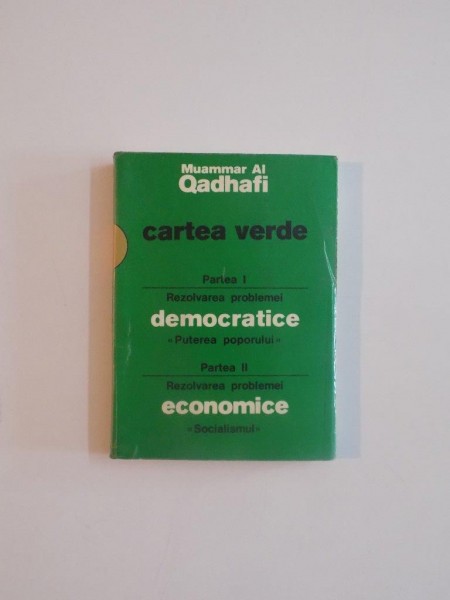 Muammar Al
Qadhafi
cartea verde
Partea I
Rezolvarea problemei
democratice
«Puterea poporului»
Partea II
Rezolvarea problemei
economice
«Socialismul»